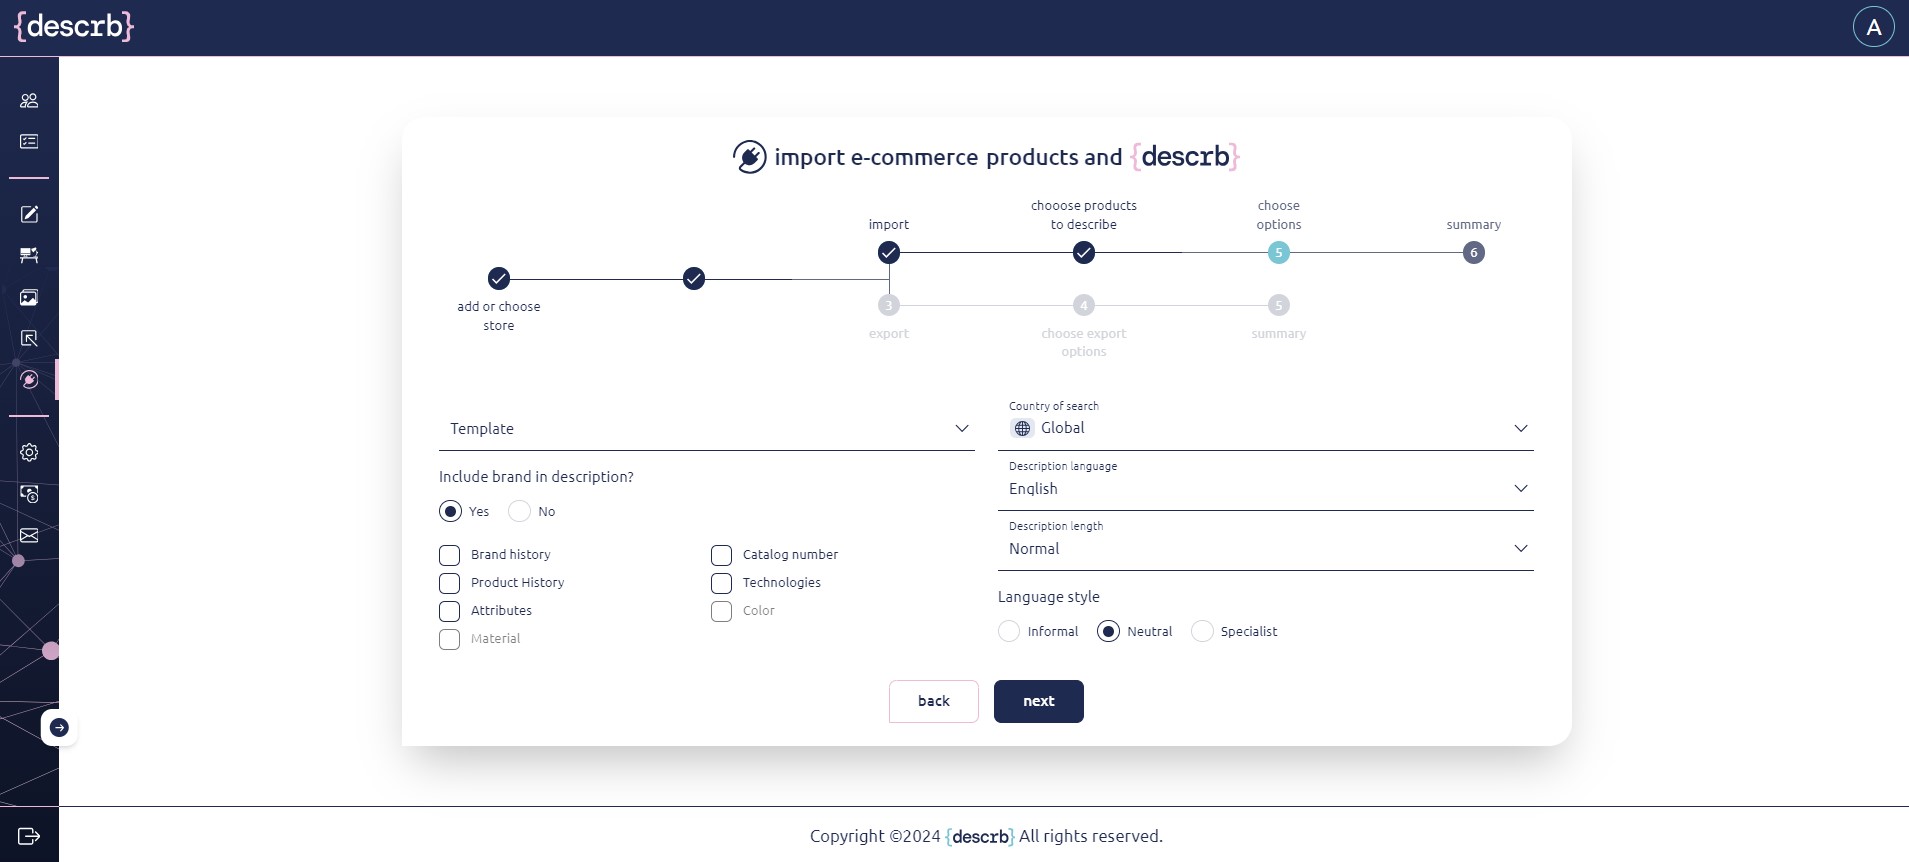 {descrb}
A
import e-commerce products and {descrb}
import
chooose products
to describe
choose
options
summary
5
6
add or choose
store
3
4
5
export
choose export
options
summary
Template
Country of search
Global
Include brand in description?
Yes
No
Description language
English
Description length
Normal
Brand history
Catalog number
Product History
Technologies
Attributes
Color
Material
Language style
Informal
Neutral
Specialist
back
next
Copyright ©2024 {descrb} All rights reserved.